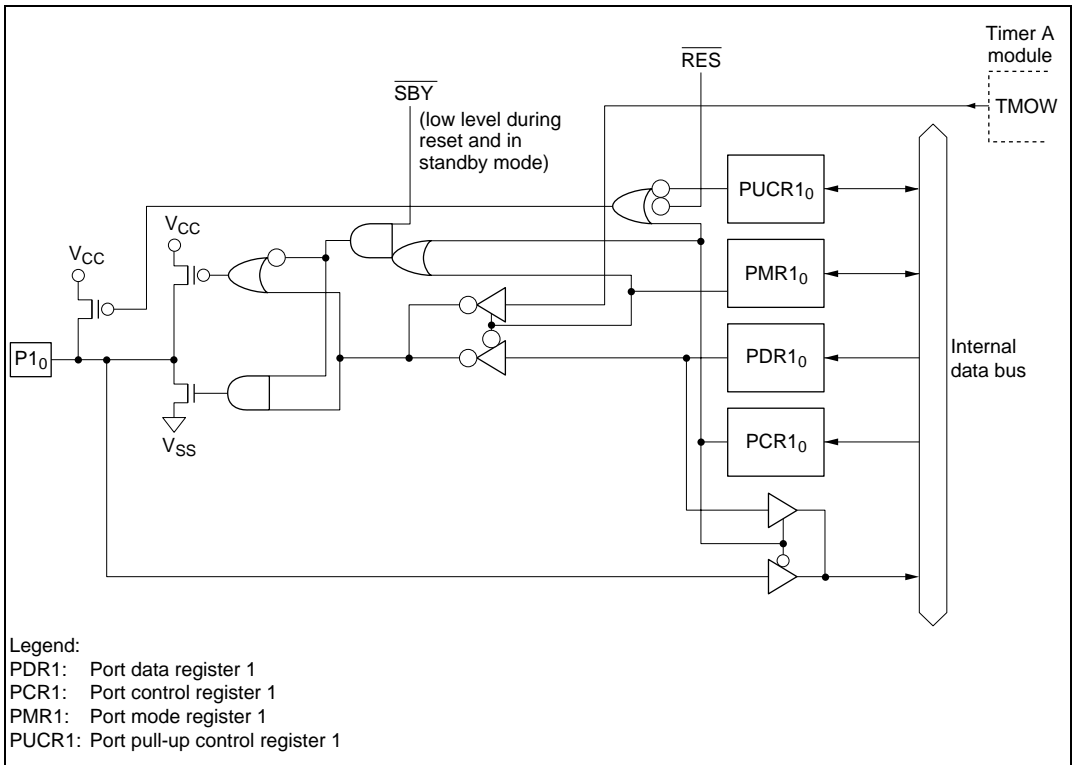 Timer A
module
TMOW
RES
SBY
(low level during
reset and in
standby mode)
PUCR1₀
VCC
VCC
PMR1₀
P1₀
PDR1₀
Internal
data bus
PCR1₀
VSS
Legend:
PDR1: Port data register 1
PCR1: Port control register 1
PMR1: Port mode register 1
PUCR1: Port pull-up control register 1